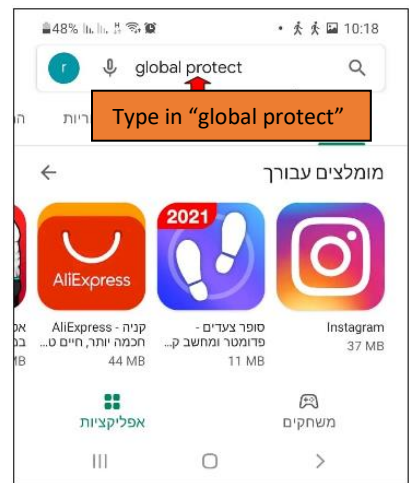 48% 10:18
r global protect
Type in “global protect”
ריות
מומלצים עבורך
2021
AliExpress
Instagram
37 MB
סופר צעדים -
פדומטר ומחשב ק...
11 MB
קניה - AliExpress
חכמה יותר, חיים ט...
44 MB
משחקים
אפליקציות